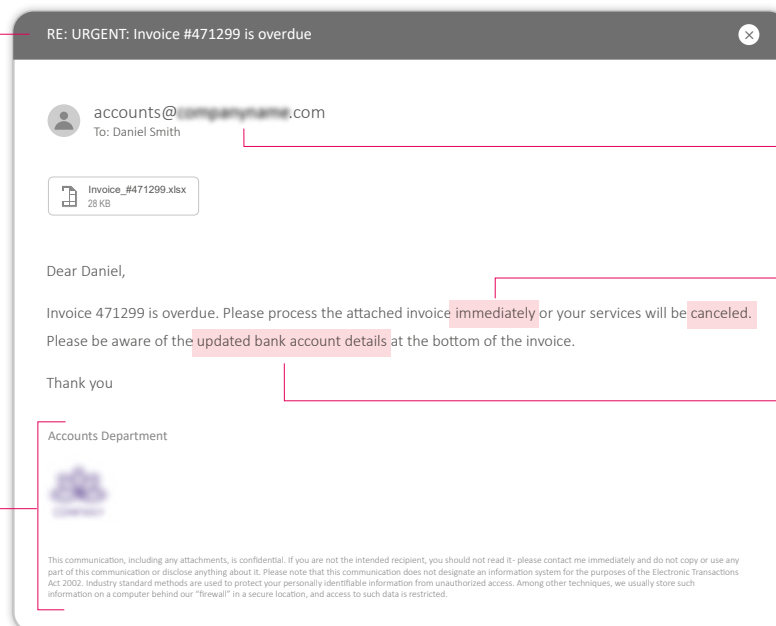 RE: URGENT: Invoice #471299 is overdue
accounts@companyname.com
To: Daniel Smith
Invoice_#471299.xlsx
28 KB
Dear Daniel,
Invoice 471299 is overdue. Please process the attached invoice immediately or your services will be canceled.
Please be aware of the updated bank account details at the bottom of the invoice.
Thank you
Accounts Department
COMPANY
This communication, including any attachments, is confidential. If you are not the intended recipient, you should not read it - please contact me immediately and do not copy or use any
part of this communication or disclose anything about it. Please note that this communication does not designate an information system for the purposes of the Electronic Transactions
Act 2002. Industry standard methods are used to protect your personally identifiable information from unauthorized access. Among other techniques, we usually store such
information on a computer behind our "firewall" in a secure location, and access to such data is restricted.